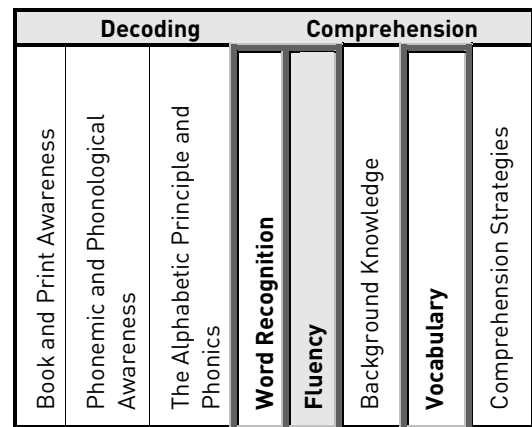 Decoding Comprehension
Book and Print Awareness
Phonemic and Phonological
Awareness
The Alphabetic Principle and
Phonics
Word Recognition
Fluency
Background Knowledge
Vocabulary
Comprehension Strategies